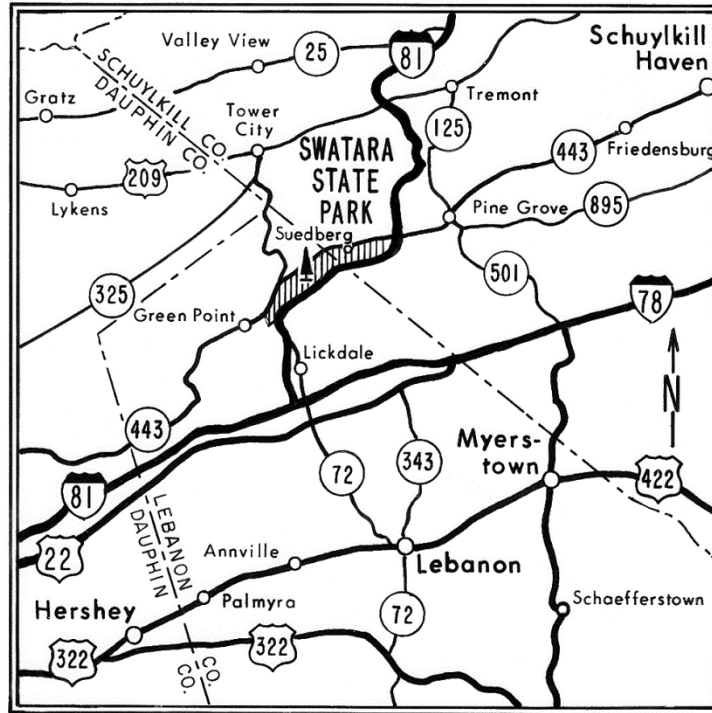 Valley View
25
81
Schuylkill
Haven
SCHUYLKILL CO.
DAUPHIN CO.
Gratz
Tower
City
Tremont
125
SWATARA
STATE
PARK
443
Friedensburg
209
Lykens
Pine Grove
895
Suedberg
501
325
Green Point
78
Lickdale
N
443
Myers-
town
72
343
422
81
LEBANON
DAUPHIN
22
Annville
Lebanon
Hershey
Palmyra
72
Schaefferstown
322
322
CO.
CO.